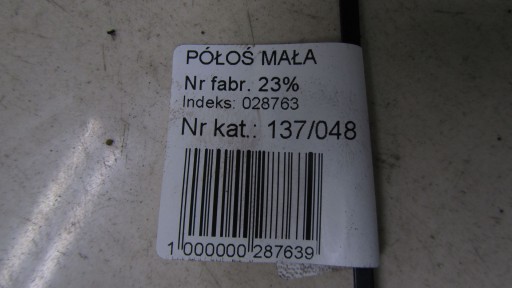 PÓŁOŚ MAŁA
Nr fabr. 23%
Indeks: 028763
Nr kat.: 137/048
1 000000 287639